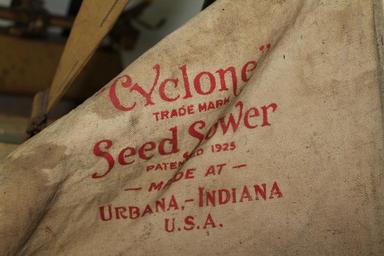 Cyclone"
TRADE MARK
Seed Sower
PATENTED 1925
— MADE AT —
URBANA,-INDIANA
U.S.A.